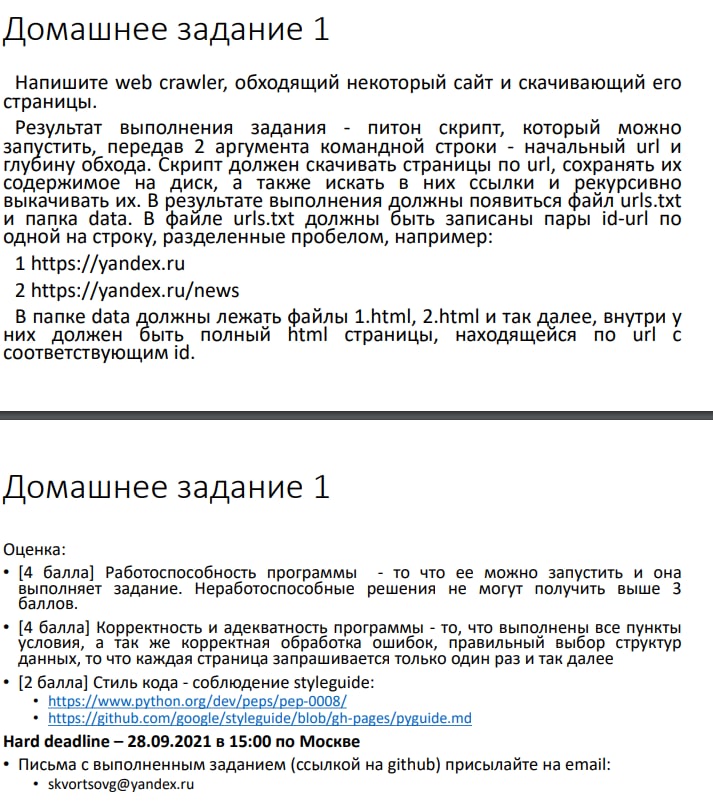 Домашнее задание 1
Напишите web crawler, обходящий некоторый сайт и скачивающий его
страницы.
Результат выполнения задания - питон скрипт, который можно
запустить, передав 2 аргумента командной строки - начальный url и
глубину обхода. Скрипт должен скачивать страницы по url, сохранять их
содержимое на диск, а также искать в них ссылки и рекурсивно
выкачивать их. В результате выполнения должны появиться файл urls.txt
и папка data. В файле urls.txt должны быть записаны пары id-url по
одной на строку, разделенные пробелом, например:
1 https://yandex.ru
2 https://yandex.ru/news
В папке data должны лежать файлы 1.html, 2.html и так далее, внутри у
них должен быть полный html страницы, находящейся по url с
соответствующим id.
Домашнее задание 1
Оценка:
• [4 балла] Работоспособность программы - то что ее можно запустить и она
выполняет задание. Неработоспособные решения не могут получить выше 3
баллов.
• [4 балла] Корректность и адекватность программы - то, что выполнены все пункты
условия, а так же корректная обработка ошибок, правильный выбор структур
данных, то что каждая страница запрашивается только один раз и так далее
• [2 балла] Стиль кода - соблюдение styleguide:
• https://www.python.org/dev/peps/pep-0008/
• https://github.com/google/styleguide/blob/gh-pages/pyguide.md
Hard deadline – 28.09.2021 в 15:00 по Москве
• Письма с выполненным заданием (ссылкой на github) присылайте на email:
• skvortsovg@yandex.ru